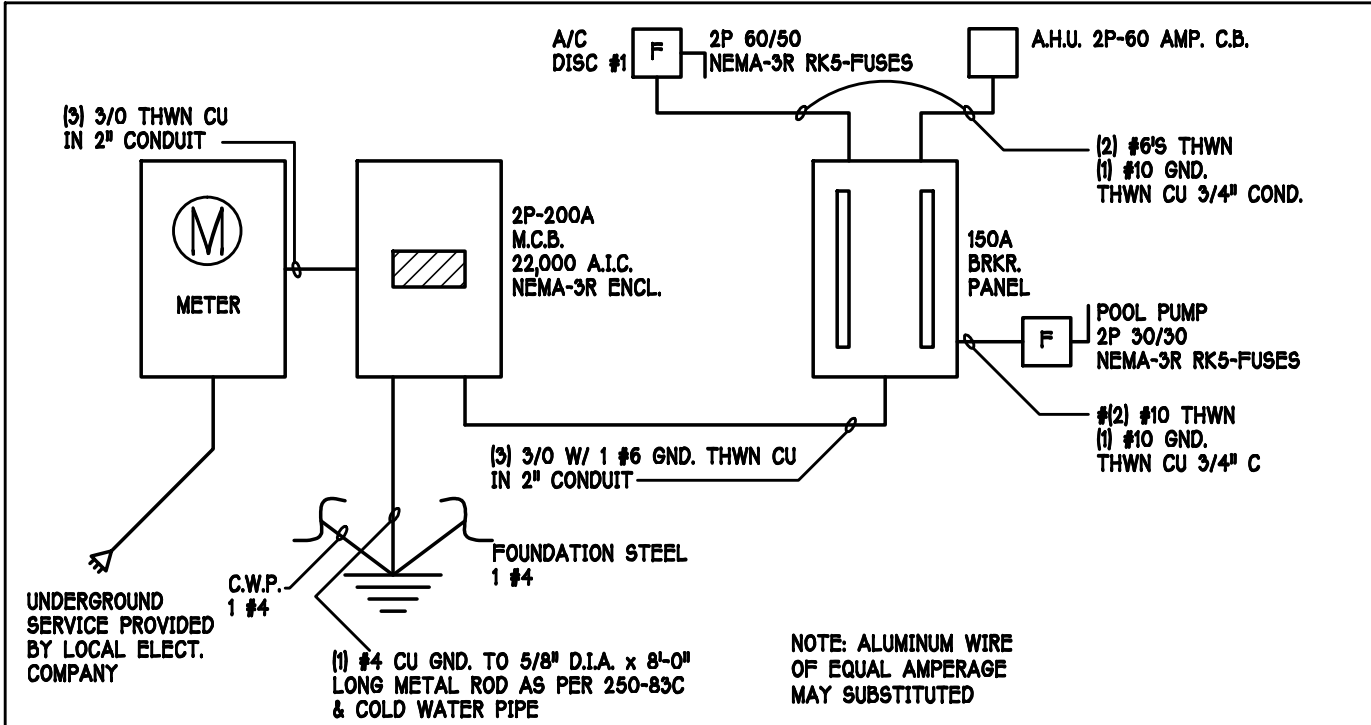 A/C
DISC #1
F
2P 60/50
NEMA-3R RK5-FUSES
A.H.U. 2P-60 AMP. C.B.
(3) 3/0 THWN CU
IN 2" CONDUIT
(2) #6'S THWN
(1) #10 GND.
THWN CU 3/4" COND.
M
METER
2P-200A
M.C.B.
22,000 A.I.C.
NEMA-3R ENCL.
150A
BRKR.
PANEL
F
POOL PUMP
2P 30/30
NEMA-3R RK5-FUSES
#(2) #10 THWN
(1) #10 GND.
THWN CU 3/4" C
(3) 3/0 W/ 1 #6 GND. THWN CU
IN 2" CONDUIT
FOUNDATION STEEL
1 #4
C.W.P.
1 #4
UNDERGROUND
SERVICE PROVIDED
BY LOCAL ELECT.
COMPANY
(1) #4 CU GND. TO 5/8" D.I.A. x 8'-0"
LONG METAL ROD AS PER 250-83C
& COLD WATER PIPE
NOTE: ALUMINUM WIRE
OF EQUAL AMPERAGE
MAY SUBSTITUTED